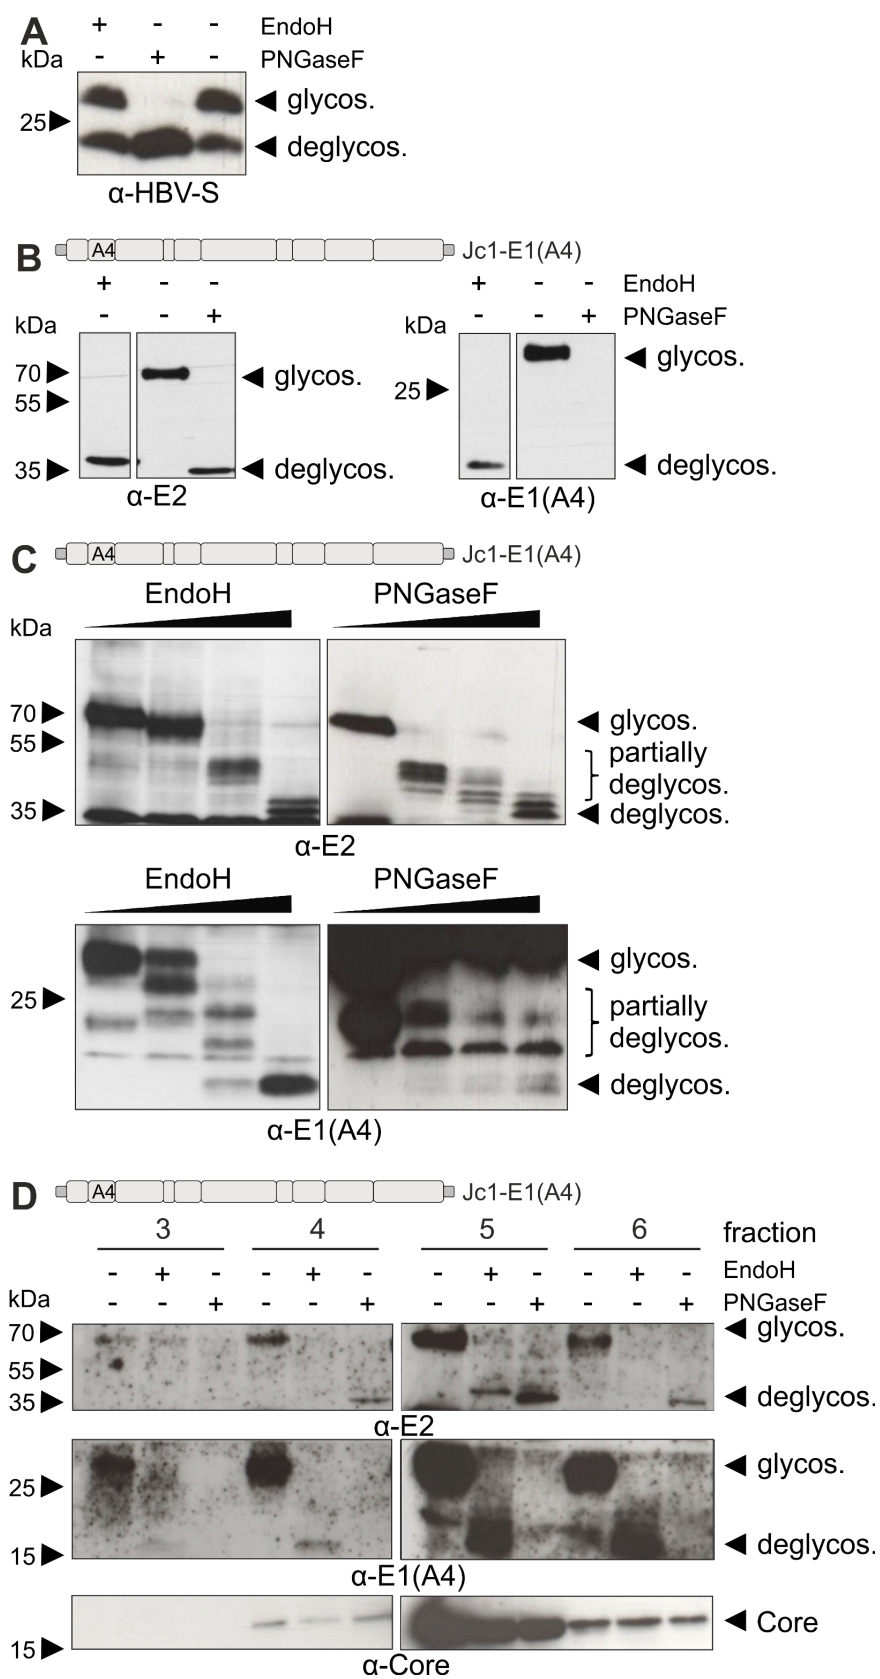 A
+ - - EndoH
kDa - + - PNGaseF
glycos.
25
deglycos.
α-HBV-S
B A4 Jc1-E1(A4)
+ - - + - - EndoH
kDa - - + kDa - - + PNGaseF
70 glycos. glycos.
55 25
35 deglycos. deglycos.
α-E2 α-E1(A4)
C A4 Jc1-E1(A4)
EndoH PNGaseF
kDa
70 glycos.
55 partially
deglycos.
35 deglycos.
α-E2
EndoH PNGaseF
glycos.
25 partially
deglycos.
deglycos.
α-E1(A4)
D A4 Jc1-E1(A4)
3 4 5 6 fraction
- + - - + - - + - - + - EndoH
kDa - - + - - + - - + - - + PNGaseF
70 glycos.
55
35 deglycos.
α-E2
glycos.
25
15 deglycos.
α-E1(A4)
Core
15
α-Core